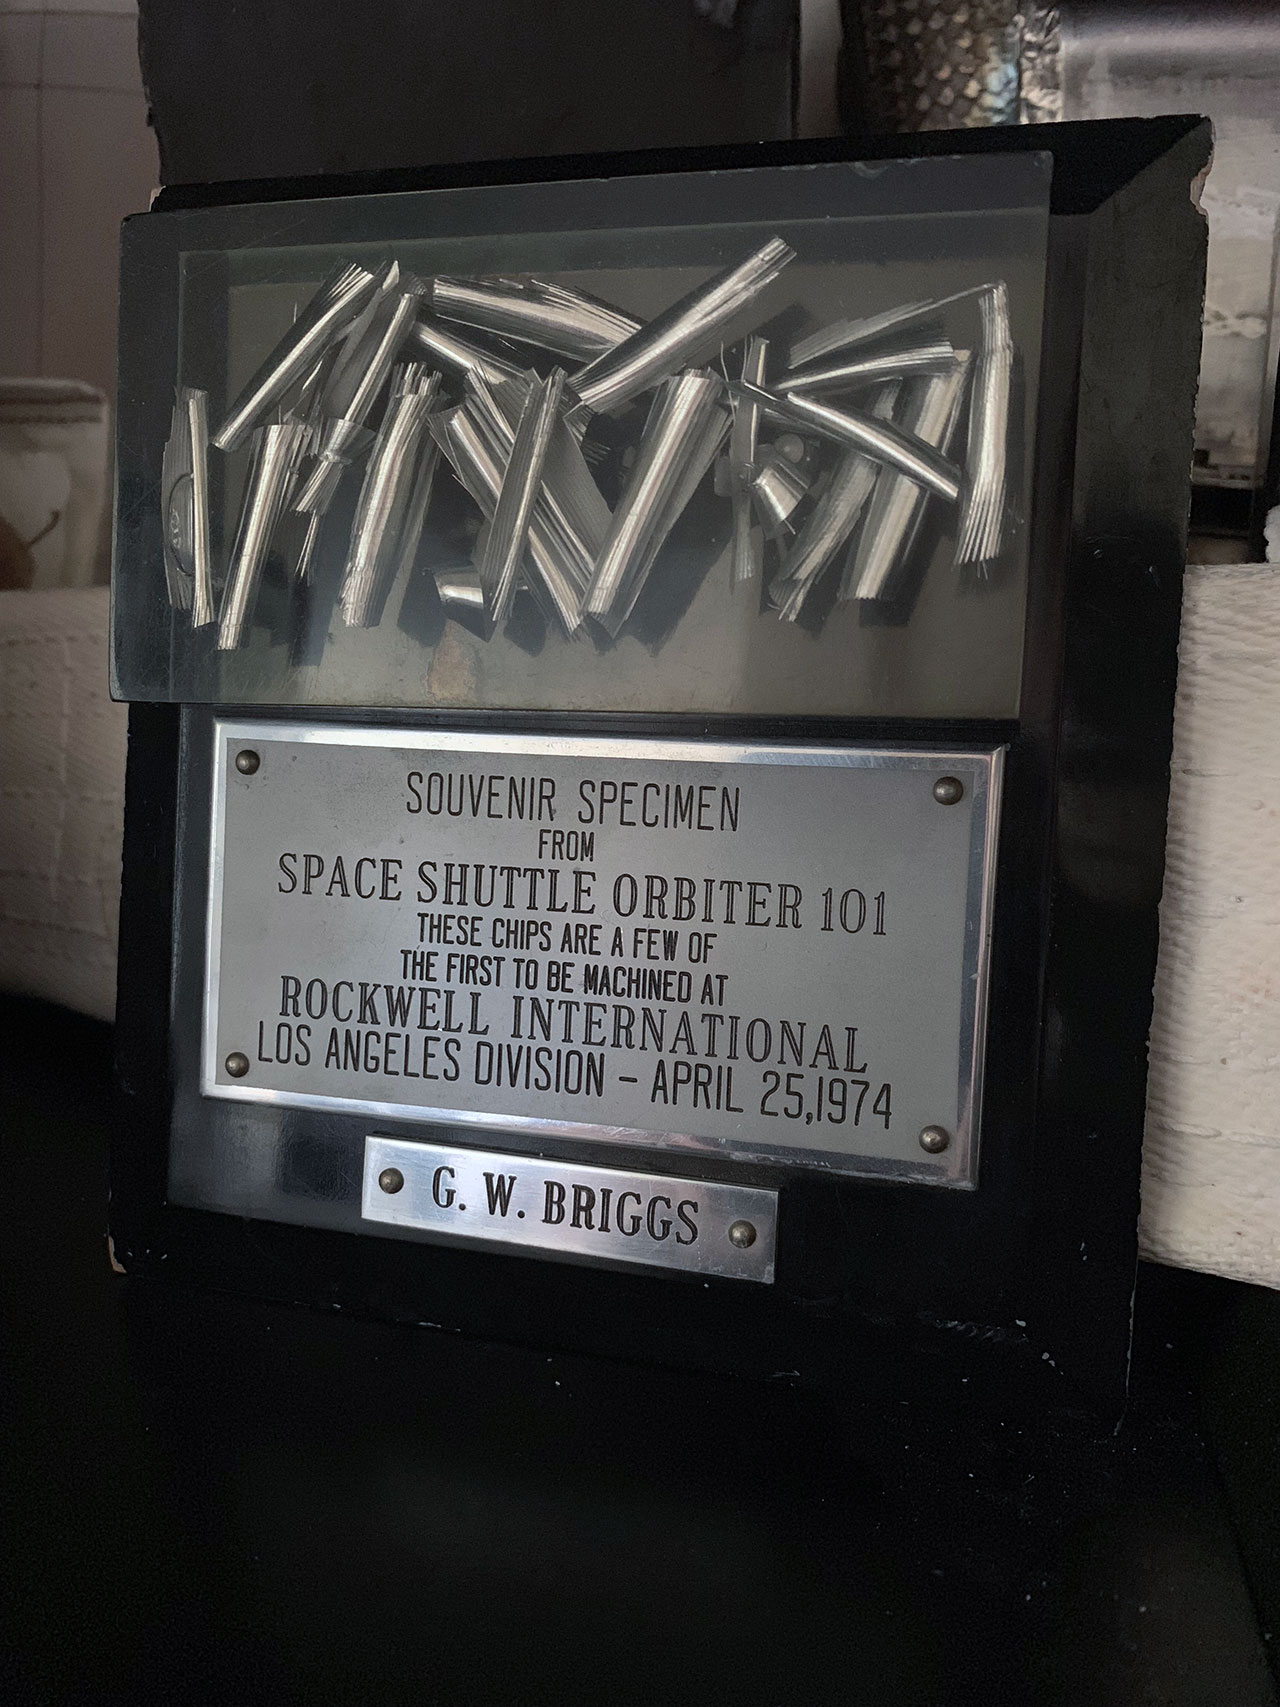 SOUVENIR SPECIMEN
FROM
SPACE SHUTTLE ORBITER 101
THESE CHIPS ARE A FEW OF
THE FIRST TO BE MACHINED AT
ROCKWELL INTERNATIONAL
LOS ANGELES DIVISION – APRIL 25,1974
G. W. BRIGGS